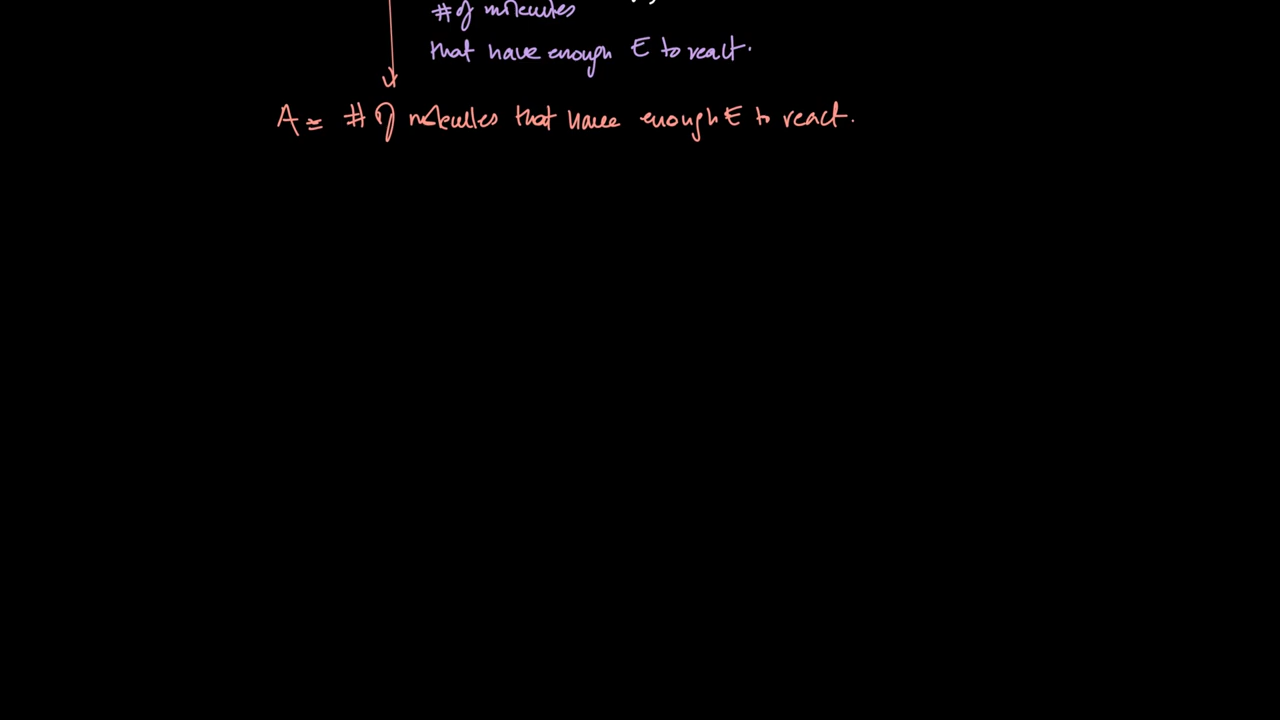 # of molecules
that have enough E to react.
A = # of molecules that have enough E to react.